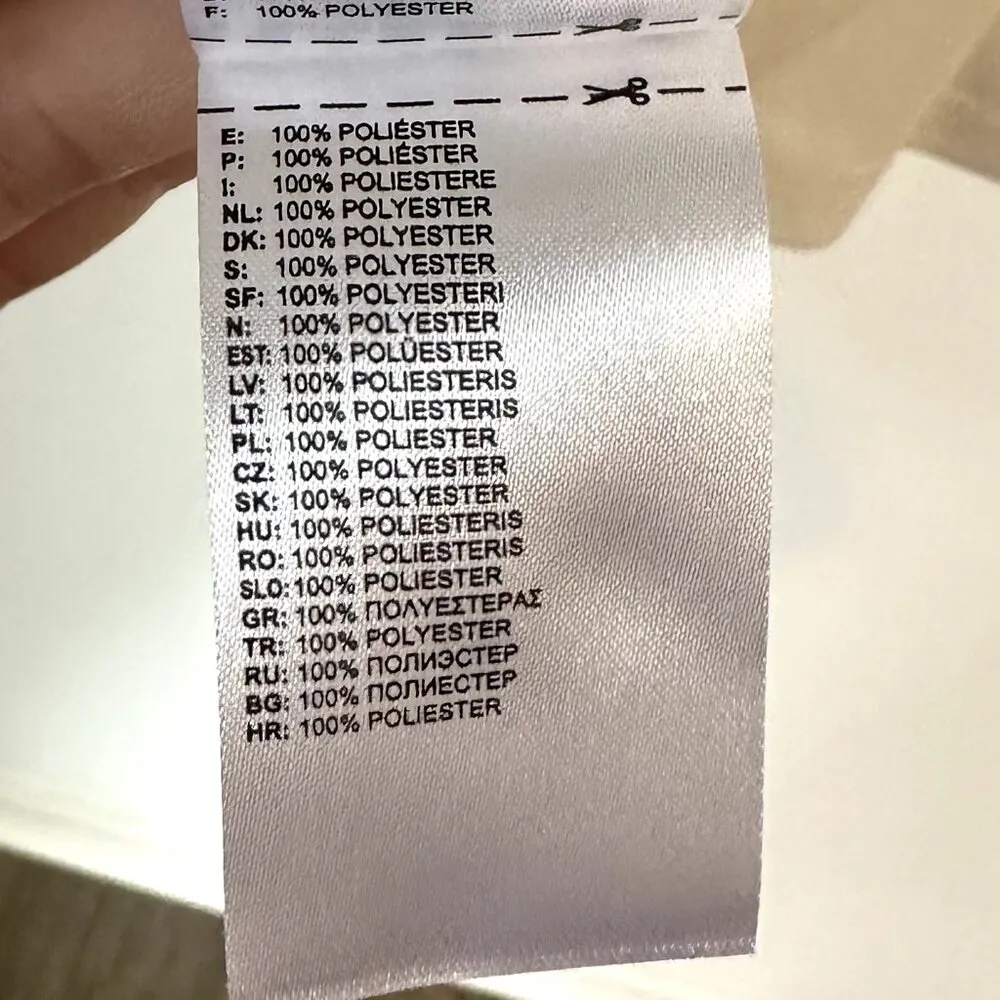 F: 100% POLYESTER
E: 100% POLIÉSTER
P: 100% POLIÉSTER
I: 100% POLIESTERE
NL: 100% POLYESTER
DK: 100% POLYESTER
S: 100% POLYESTER
SF: 100% POLYESTERI
N: 100% POLYESTER
EST: 100% POLÜESTER
LV: 100% POLIESTERIS
LT: 100% POLIESTERIS
PL: 100% POLIESTER
CZ: 100% POLYESTER
SK: 100% POLYESTER
HU: 100% POLIESTERIS
RO: 100% POLIESTERIS
SLO: 100% POLIESTER
GR: 100% ΠΟΛΥΕΣΤΕΡΑΣ
TR: 100% POLYESTER
RU: 100% ПОЛИЭСТЕР
BG: 100% ПОЛИЕСТЕР
HR: 100% POLIESTER